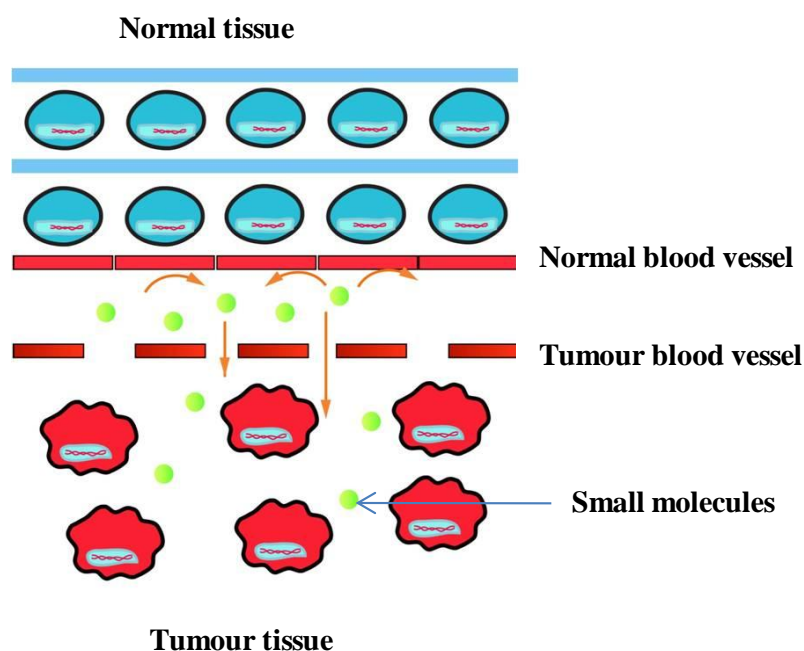 Normal tissue
Normal blood vessel
Tumour blood vessel
Small molecules
Tumour tissue